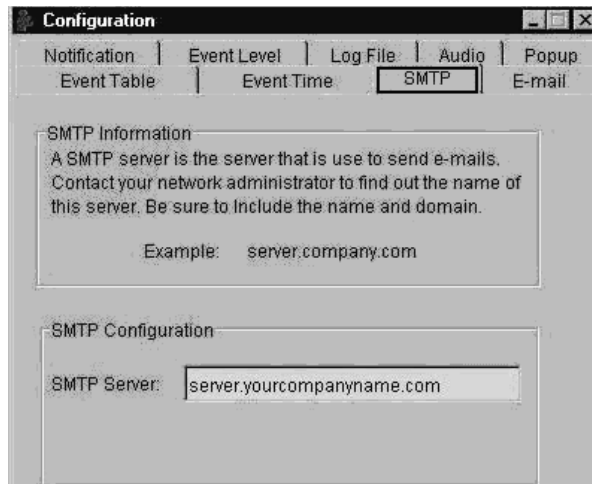 Configuration
Notification Event Level Log File Audio Popup
Event Table Event Time SMTP E-mail
SMTP Information
A SMTP server is the server that is use to send e-mails.
Contact your network administrator to find out the name of
this server. Be sure to Include the name and domain.
Example: server.company.com
SMTP Configuration
SMTP Server: server.yourcompanyname.com